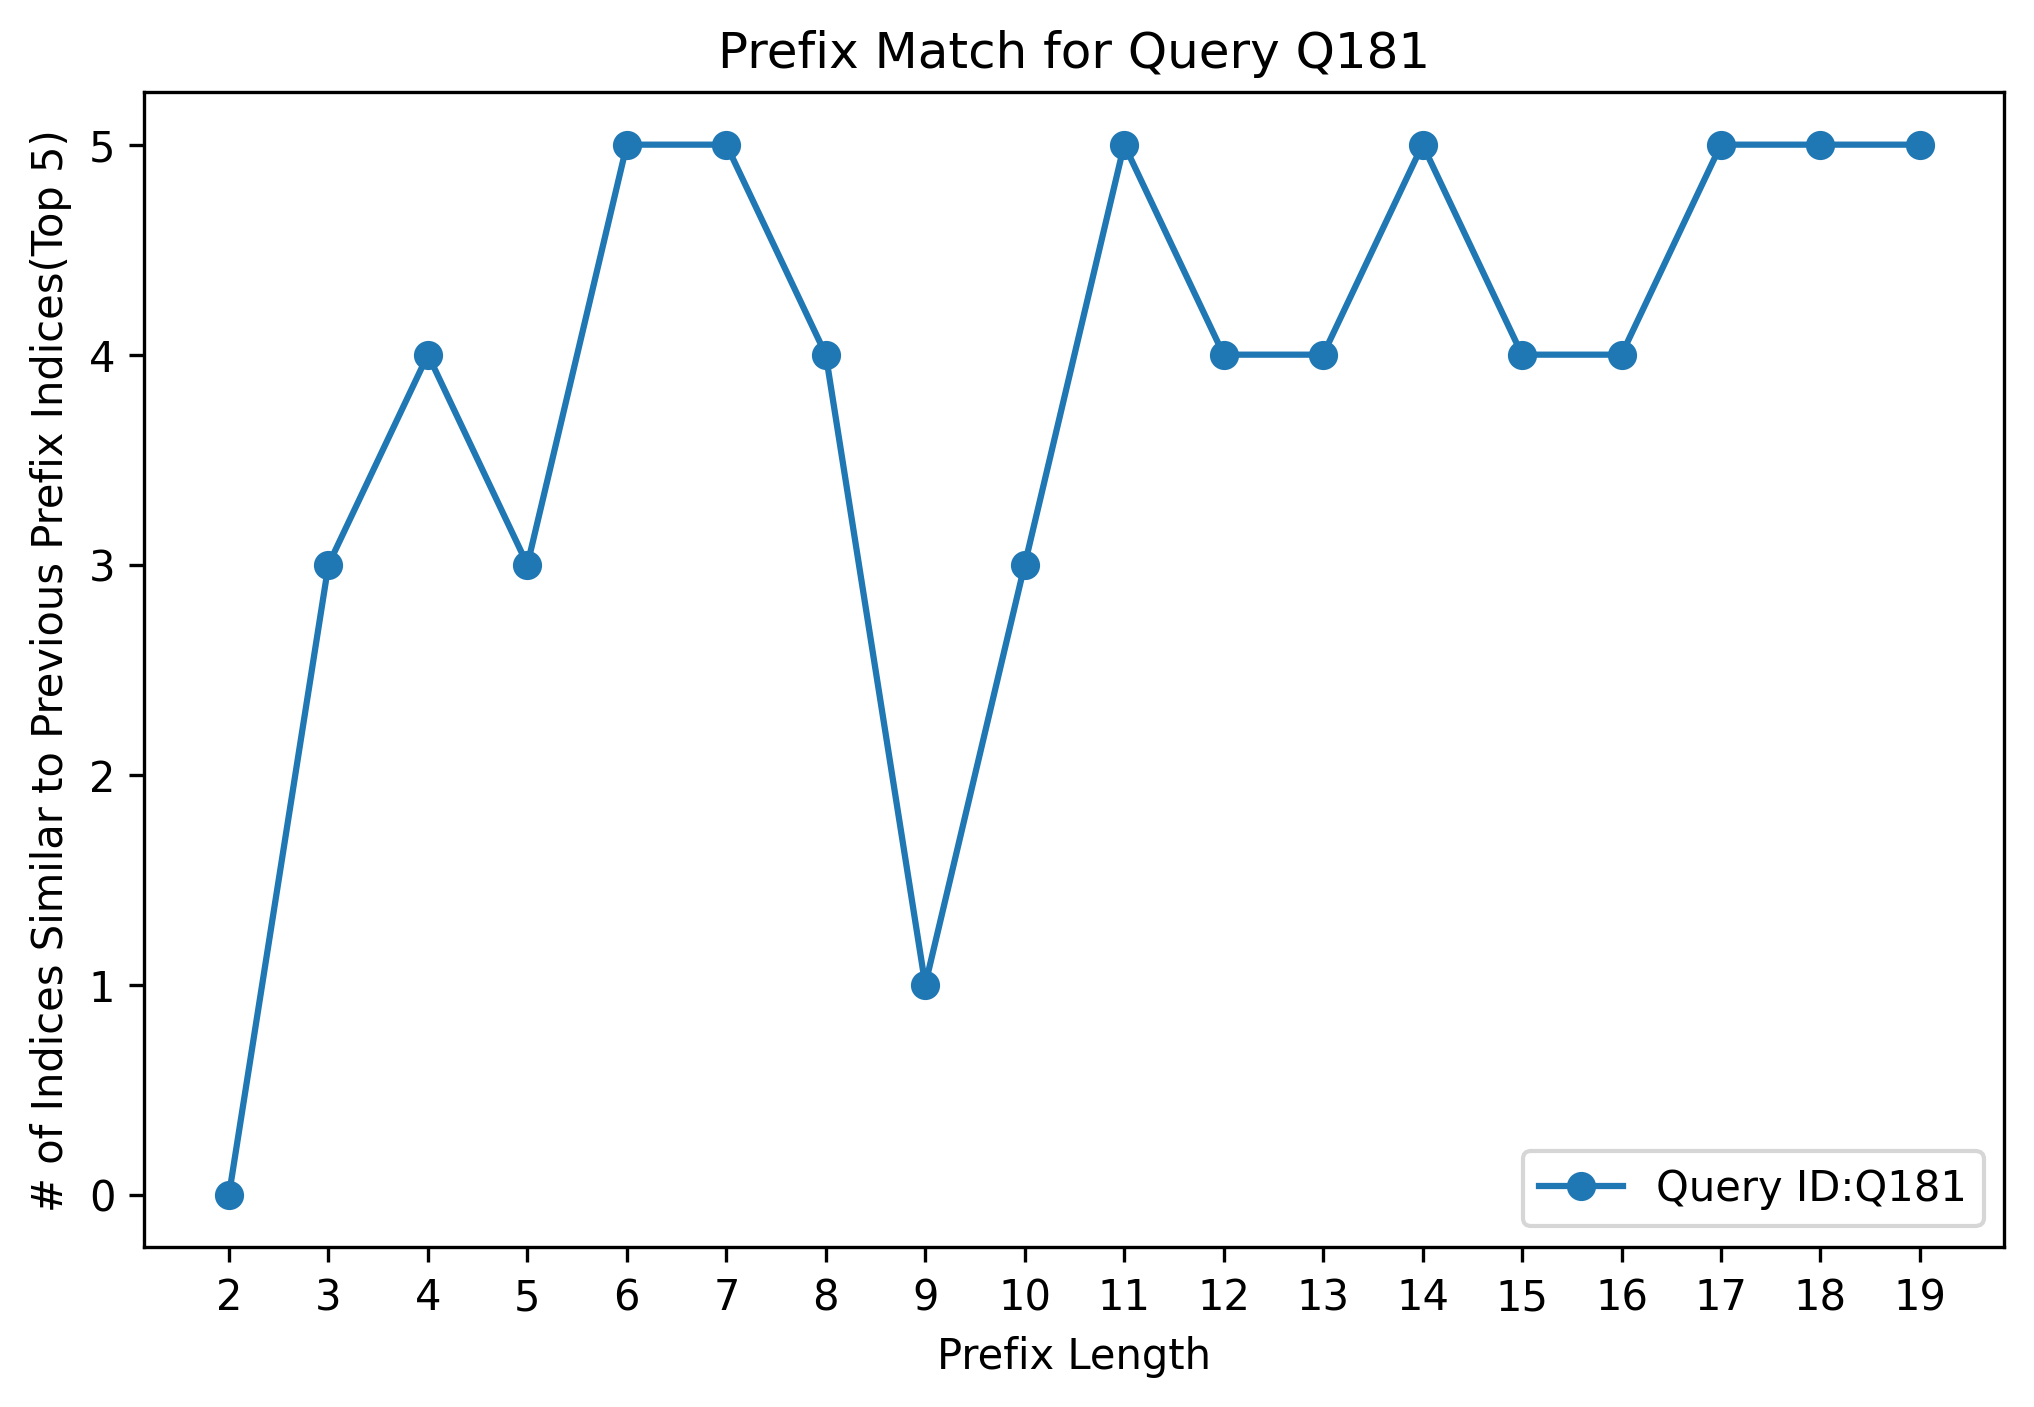 Prefix Match for Query Q181
# of Indices Similar to Previous Prefix Indices(Top 5)
5
4
3
2
1
0
Query ID:Q181
2 3 4 5 6 7 8 9 10 11 12 13 14 15 16 17 18 19
Prefix Length